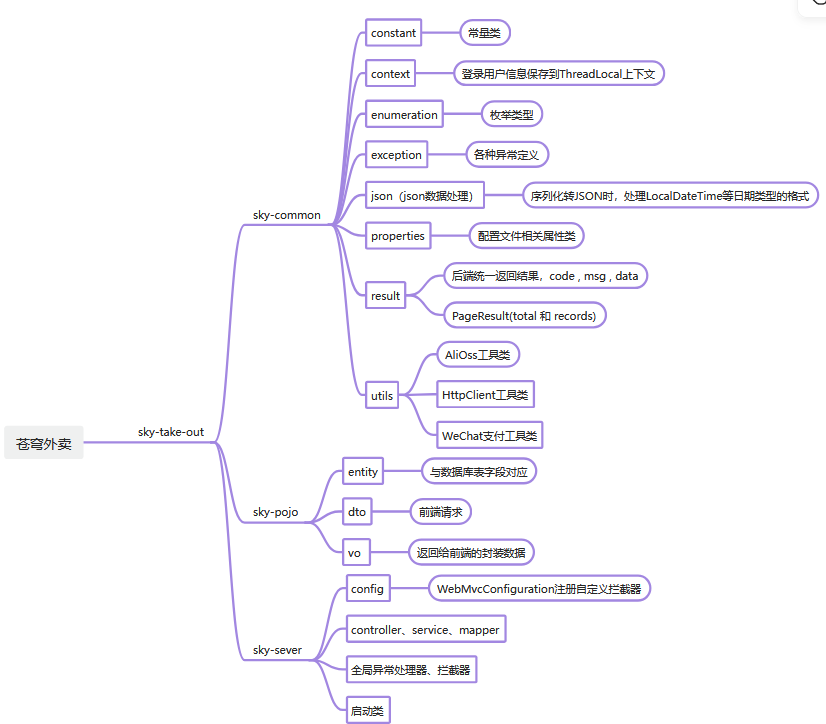 苍穹外卖
sky-take-out
sky-common
constant
常量类
context
登录用户信息保存到ThreadLocal上下文
enumeration
枚举类型
exception
各种异常定义
json（json数据处理）
序列化转JSON时，处理LocalDateTime等日期类型的格式
properties
配置文件相关属性类
result
后端统一返回结果，code , msg , data
PageResult(total 和 records)
utils
AliOss工具类
HttpClient工具类
WeChat支付工具类
sky-pojo
entity
与数据库表字段对应
dto
前端请求
vo
返回给前端的封装数据
sky-sever
config
WebMvcConfiguration注册自定义拦截器
controller、service、mapper
全局异常处理器、拦截器
启动类